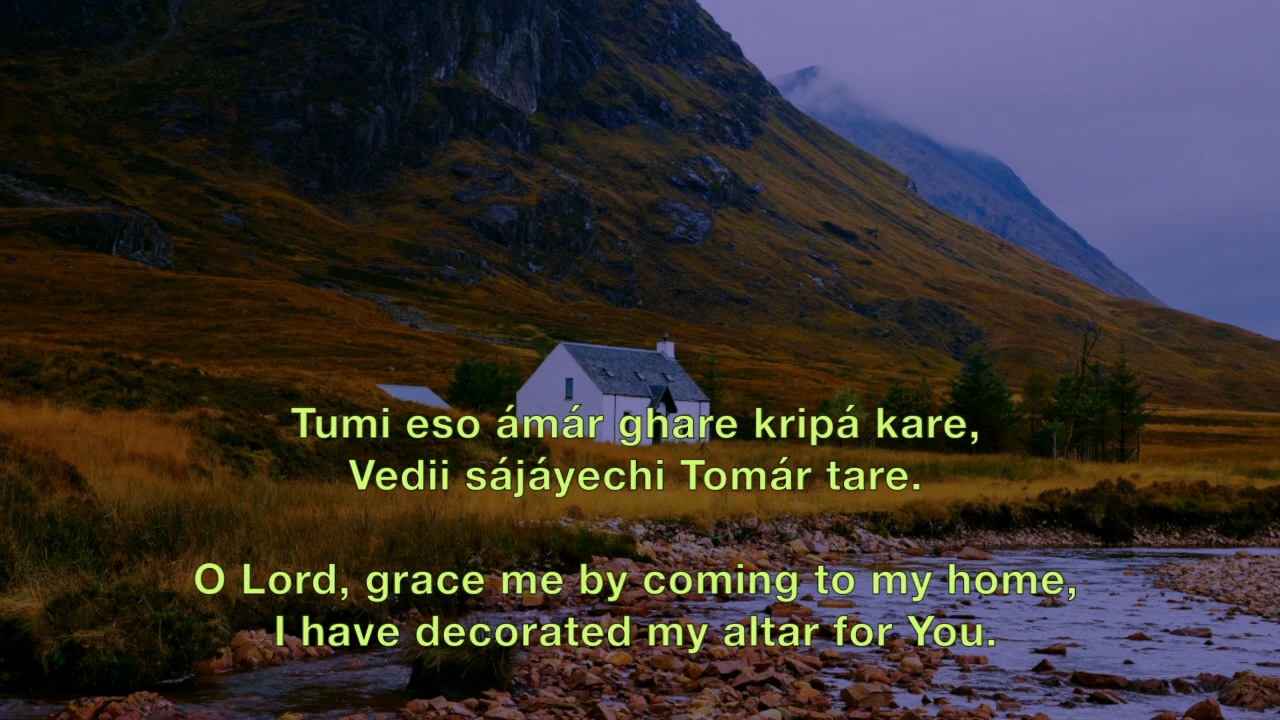 Tumi eso ámár ghare kripá kare,
Vedii sájáyechi Tomár tare.
O Lord, grace me by coming to my home,
I have decorated my altar for You.